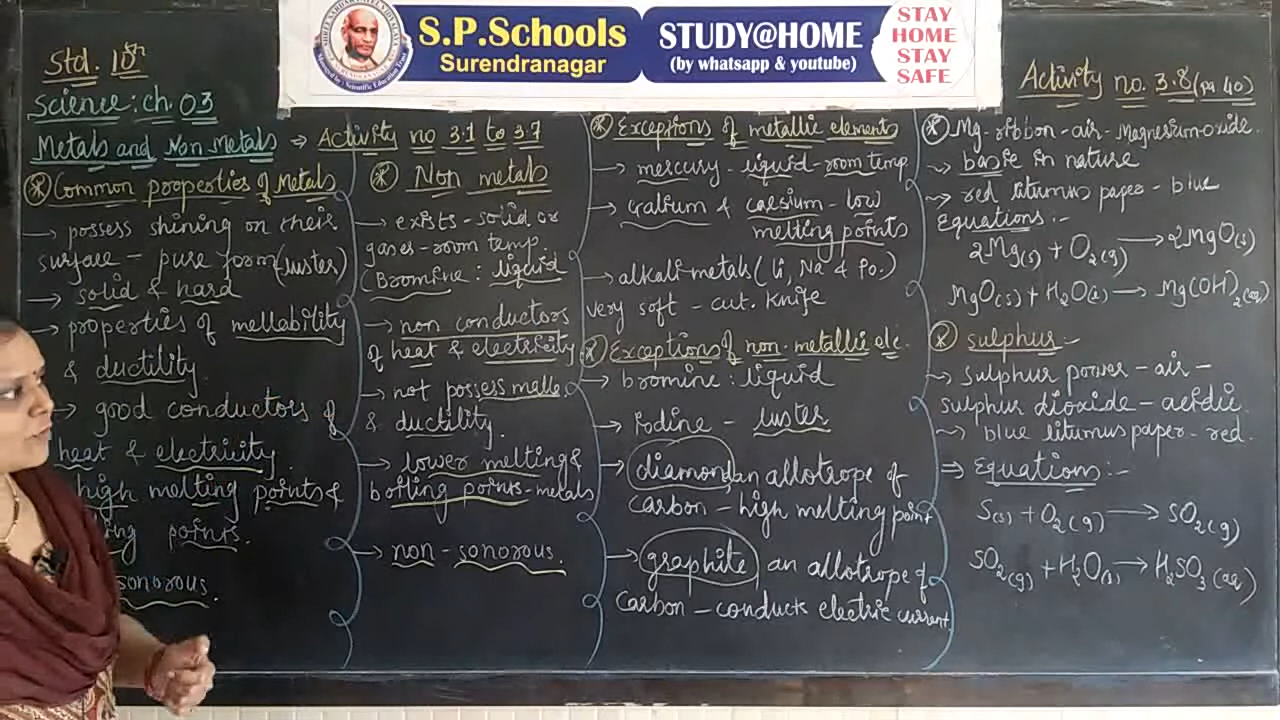 S.P.Schools
Surendranagar
STUDY@HOME
(by whatsapp & youtube)
STAY
HOME
STAY
SAFE
Std. 10th
Science: ch. 03
Metals and Non Metals ⇒ Activity no 3.1 to 3.7
* Common properties of Metals
→ possess shining on their
surface - pure form (luster)
→ solid & hard
→ properties of mellability
& ductility.
→ good conductors of
heat & electricity.
high melting points &
points.
sonorous.
* Non metals
→ exists - solid or
gases - room temp.
(Bromine: liquid
→ non conductors
of heat & electricity
→ not possess malle.
& ductility.
→ lower melting &
boiling points - metals
→ non - sonorous.
* Exceptions of metallic elements
→ mercury - liquid - room temp.
→ Galium & caesium - low
melting points
→ alkali metals (Li, Na & Po.)
very soft - cut. knife
* Exceptions of non-metallic ele.
→ bromine: liquid
→ Iodine - luster
→ diamond, an allotrope of
carbon - high melting point
→ graphite an allotrope of
carbon - conducts electric current.
Activity no. 3.8 (pg 40)
* Mg-ribbon-air-Magnesium-oxide.
→ basic in nature
→ red litumus paper - blue
Equations:-
2Mg(s) + O2(g) → 2MgO(s)
MgO(s) + H2O(l) → Mg(OH)2(aq)
* sulphur:-
→ sulphur power - air -
sulphur dioxide - acidic.
→ blue litumus paper - red.
⇒ Equations:-
S(s) + O2(g) → SO2(g)
SO2(g) + H2O(l) → H2SO3(aq)